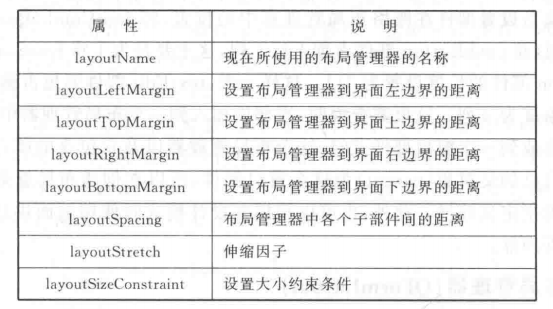 属 性 说 明
layoutName 现在所使用的布局管理器的名称
layoutLeftMargin 设置布局管理器到界面左边界的距离
layoutTopMargin 设置布局管理器到界面上边界的距离
layoutRightMargin 设置布局管理器到界面右边界的距离
layoutBottomMargin 设置布局管理器到界面下边界的距离
layoutSpacing 布局管理器中各个子部件间的距离
layoutStretch 伸缩因子
layoutSizeConstraint 设置大小约束条件